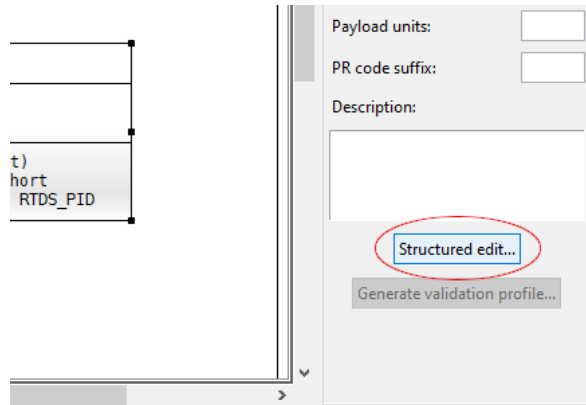 Payload units:
PR code suffix:
Description:
t)
hort
RTDS_PID
Structured edit...
Generate validation profile...